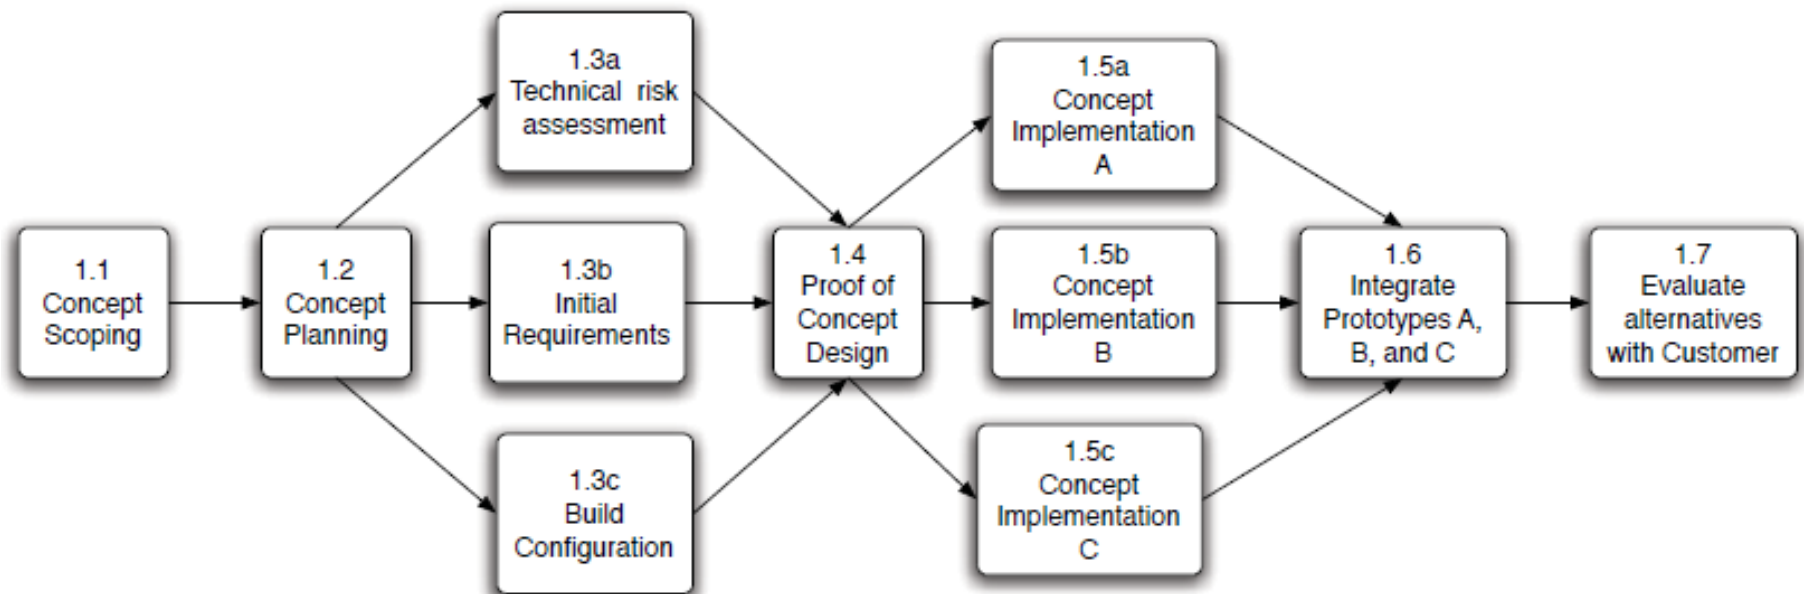 1.1
Concept
Scoping
1.2
Concept
Planning
1.3a
Technical risk
assessment
1.3b
Initial
Requirements
1.3c
Build
Configuration
1.4
Proof of
Concept
Design
1.5a
Concept
Implementation
A
1.5b
Concept
Implementation
B
1.5c
Concept
Implementation
C
1.6
Integrate
Prototypes A,
B, and C
1.7
Evaluate
alternatives
with Customer